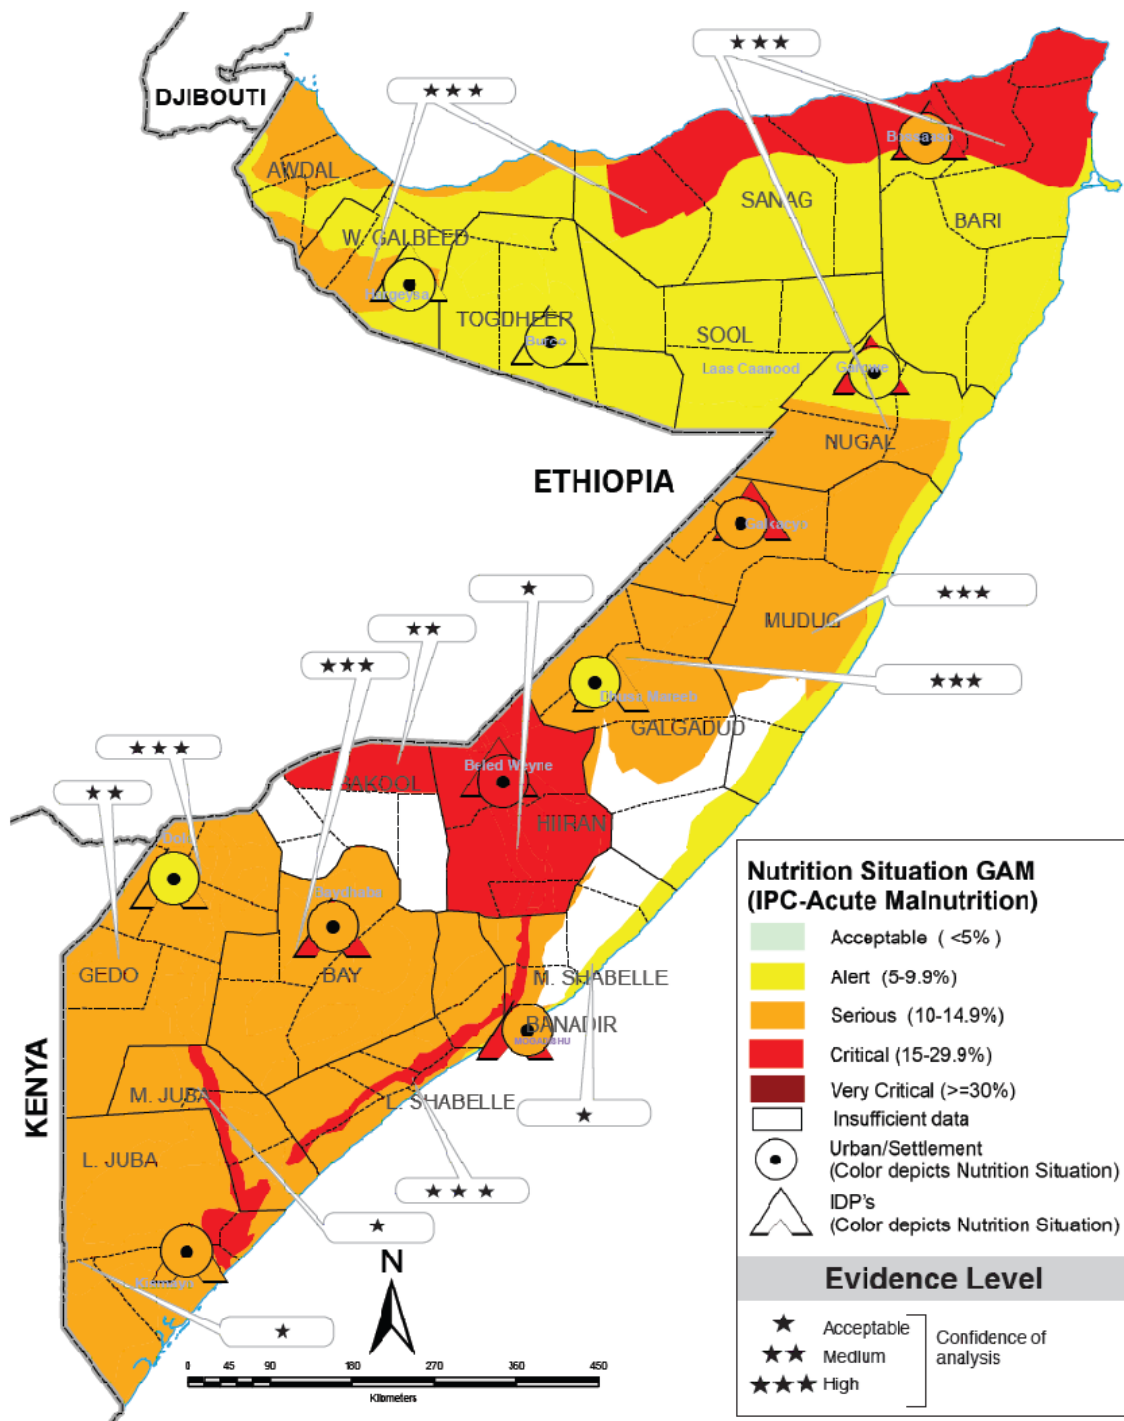 DJIBOUTI
★★★
★★★
Bossasso
AWDAL
SANAG
BARI
W. GALBEED
Hargeysa
TOGDHEER
Burco
SOOL
Laas Caanood
Garowe
NUGAL
ETHIOPIA
Galkacyo
★
★★★
MUDUG
★★
★★★
★★★
Dhusa Mareeb
GALGADUD
★★★
Beled Weyne
BAKOOL
★★
HIIRAN
Baydhaba
GEDO
BAY
M. SHABELLE
BANADIR
MOGADISHU
KENYA
M. JUBA
L. SHABELLE
★
L. JUBA
★★★
★
Kismayo
★
N
0 45 90 180 270 360 450
Kilometers
Nutrition Situation GAM
(IPC-Acute Malnutrition)
Acceptable ( <5% )
Alert (5-9.9%)
Serious (10-14.9%)
Critical (15-29.9%)
Very Critical (>=30%)
Insufficient data
Urban/Settlement
(Color depicts Nutrition Situation)
IDP's
(Color depicts Nutrition Situation)
Evidence Level
★ Acceptable
★★ Medium
★★★ High
Confidence of
analysis